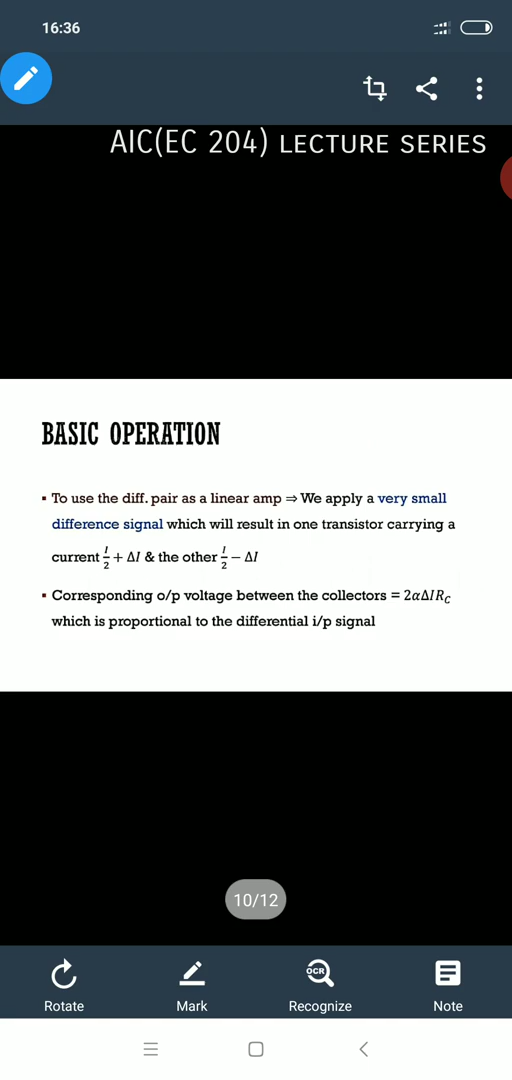 16:36
AIC(EC 204) LECTURE SERIES
BASIC OPERATION
▪ To use the diff. pair as a linear amp ⇒ We apply a very small
difference signal which will result in one transistor carrying a
current I/2 + ΔI & the other I/2 − ΔI
▪ Corresponding o/p voltage between the collectors = 2αΔIR_C
which is proportional to the differential i/p signal
10/12
OCR
Rotate Mark Recognize Note